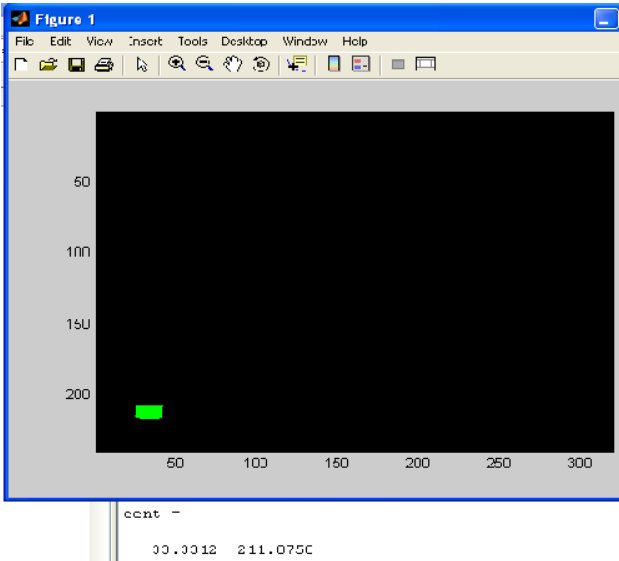 Figure 1
File Edit View Insert Tools Desktop Window Help
50
100
150
200
50 100 150 200 250 300
cent =
211.0750